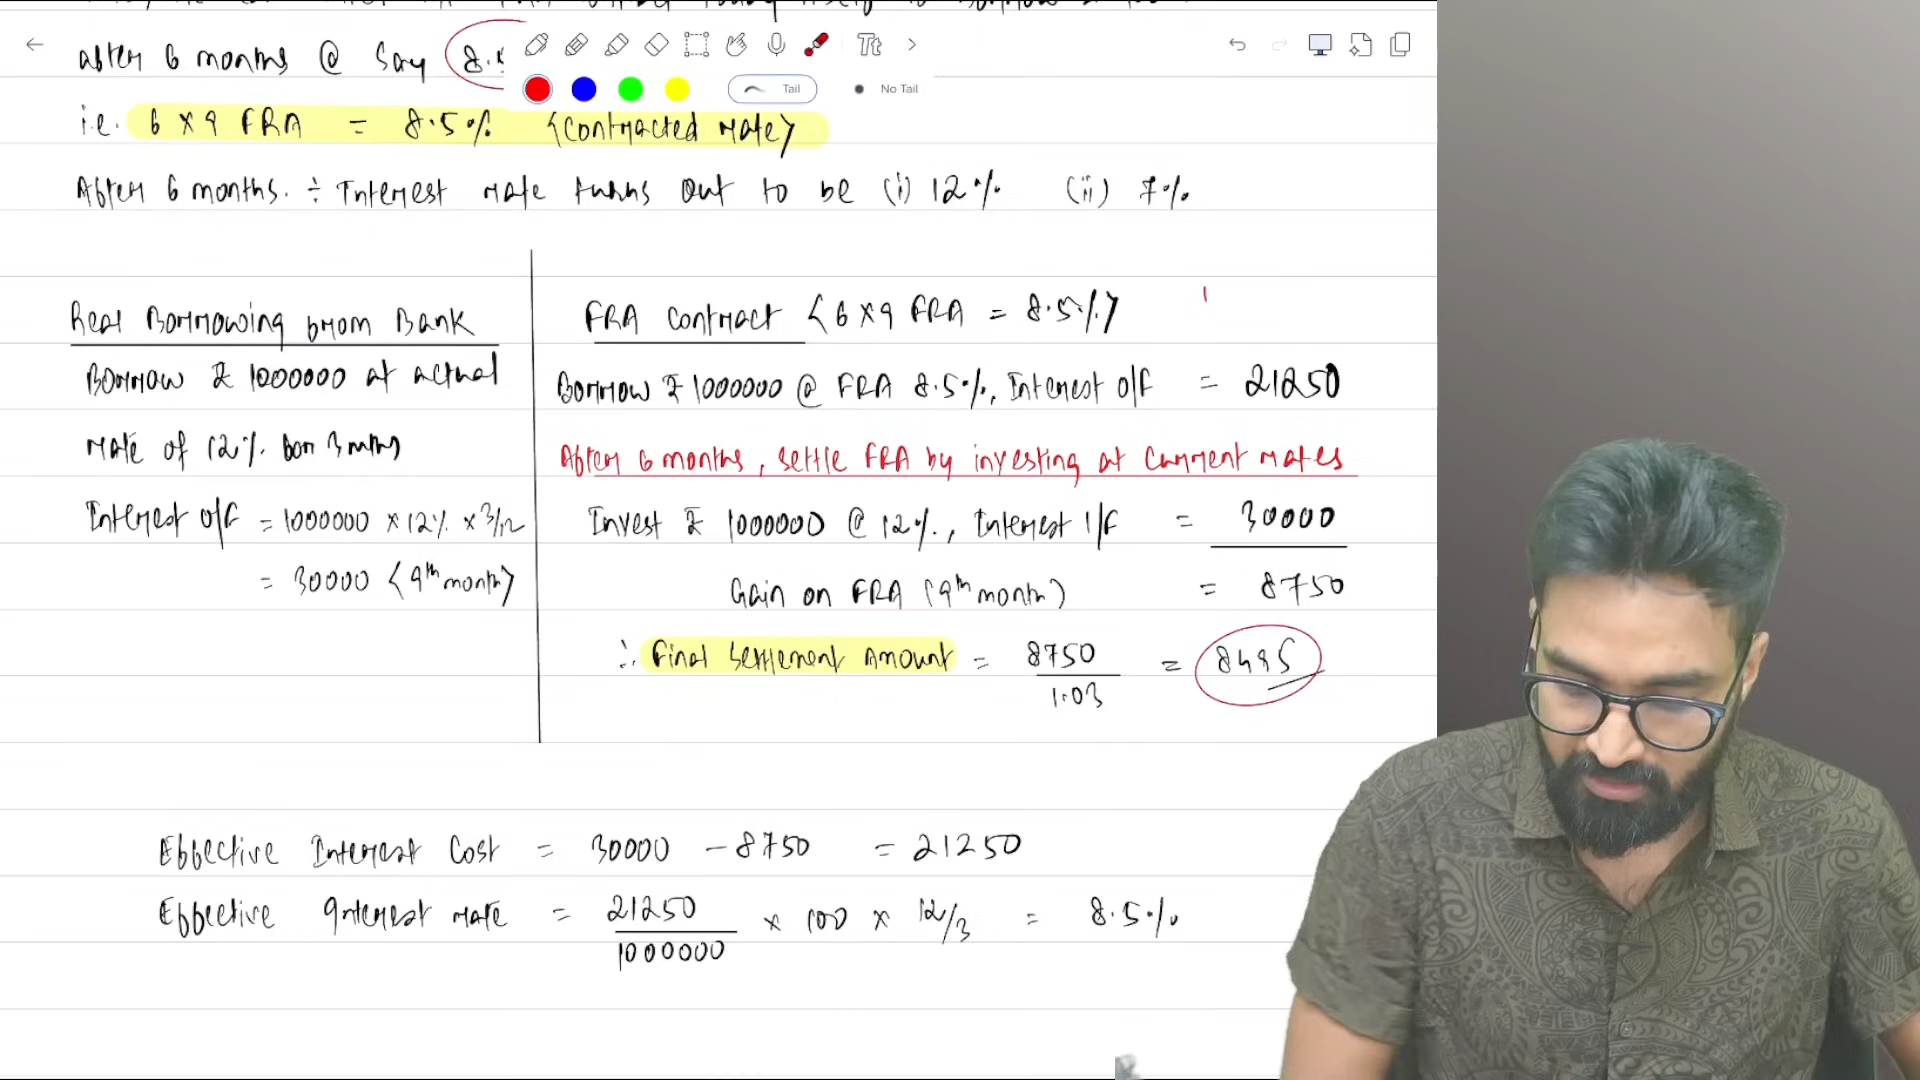 after 6 months @ Say 8.5
Tt
Tail
No Tail
i.e. 6 X 9 FRA = 8.5% {Contracted Rate}
After 6 months. ÷ Interest rate turns out to be (i) 12% (ii) 7%
Real Borrowing from Bank
Borrow ₹ 1000000 at actual
rate of 12% for 3 mths
Interest o/f = 1000000 x 12% x 3/12
= 30000 {9th month}
FRA Contract {6 X 9 FRA = 8.5%}
Borrow ₹ 1000000 @ FRA 8.5%, Interest o/f = 21250
After 6 months, settle FRA by investing at current rates
Invest ₹ 1000000 @ 12%, Interest I/F = 30000
Gain on FRA (9th month) = 8750
∴ Final Settlement Amount = 8750 / 1.03 = 8495
Effective Interest Cost = 30000 - 8750 = 21250
Effective Interest rate = 21250 / 1000000 x 100 x 12/3 = 8.5%